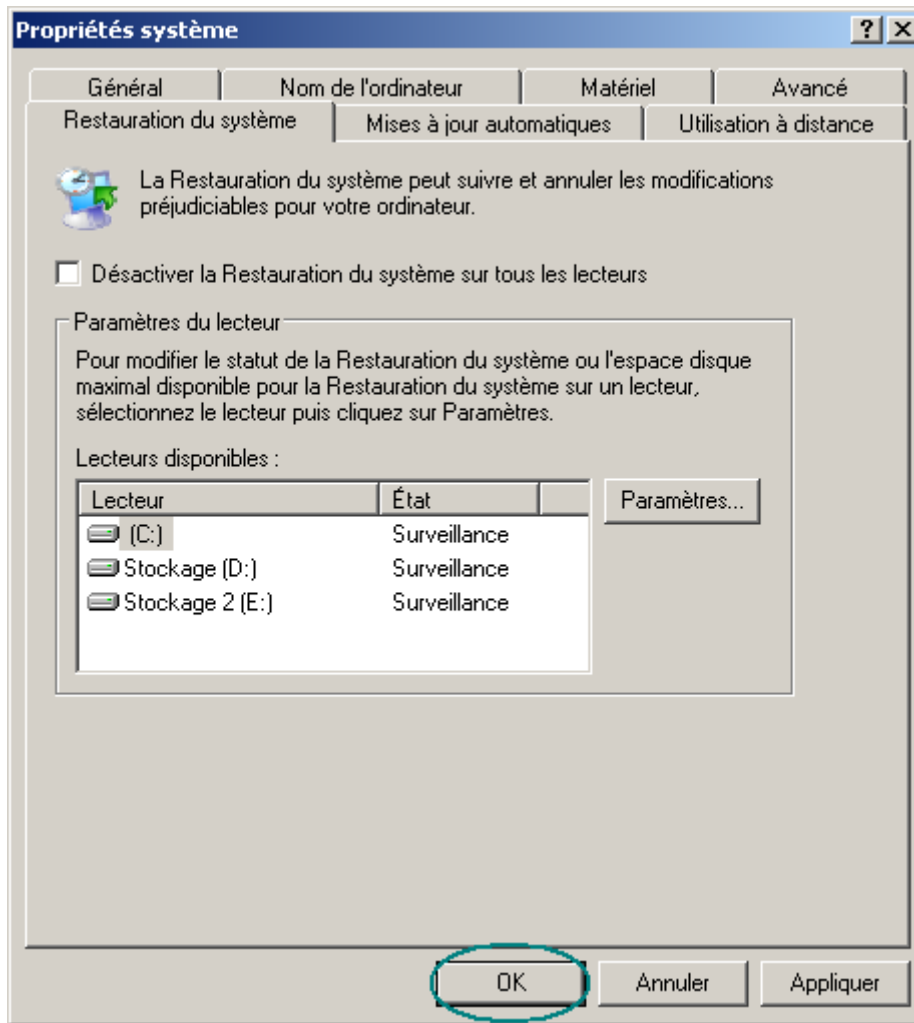 Propriétés système
Général Nom de l'ordinateur Matériel Avancé
Restauration du système Mises à jour automatiques Utilisation à distance
La Restauration du système peut suivre et annuler les modifications
préjudiciables pour votre ordinateur.
Désactiver la Restauration du système sur tous les lecteurs
Paramètres du lecteur
Pour modifier le statut de la Restauration du système ou l'espace disque
maximal disponible pour la Restauration du système sur un lecteur,
sélectionnez le lecteur puis cliquez sur Paramètres.
Lecteurs disponibles :
Lecteur État Paramètres...
(C:) Surveillance
Stockage (D:) Surveillance
Stockage 2 (E:) Surveillance
OK Annuler Appliquer